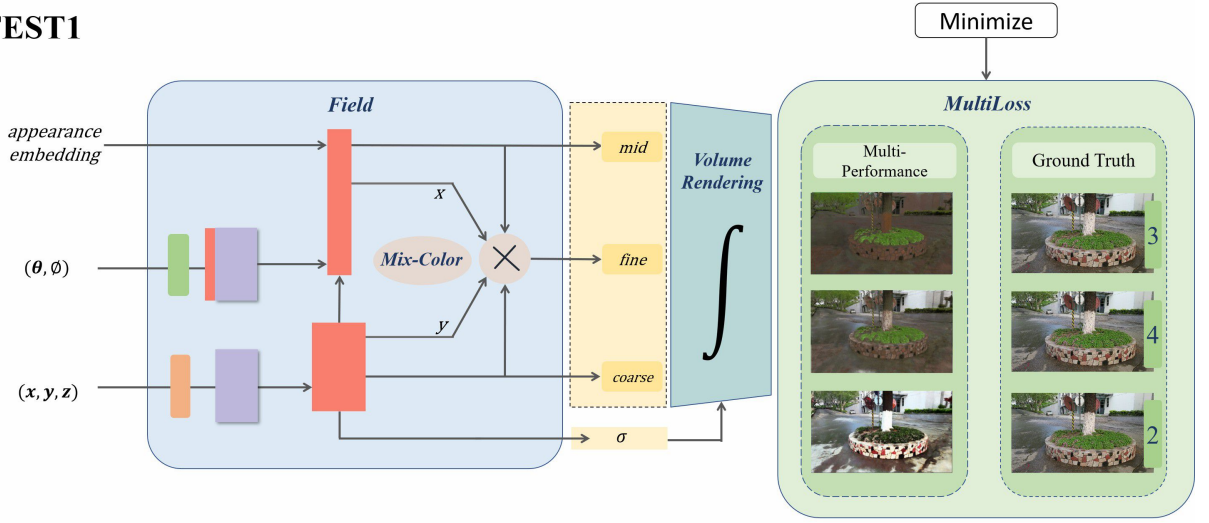 TEST1
Minimize
Field
MultiLoss
appearance
embedding
mid
Volume
Rendering
Multi-
Performance
Ground Truth
x
3
(θ,∅)
Mix-Color
fine
∫
y
4
(x, y, z)
coarse
2
σ